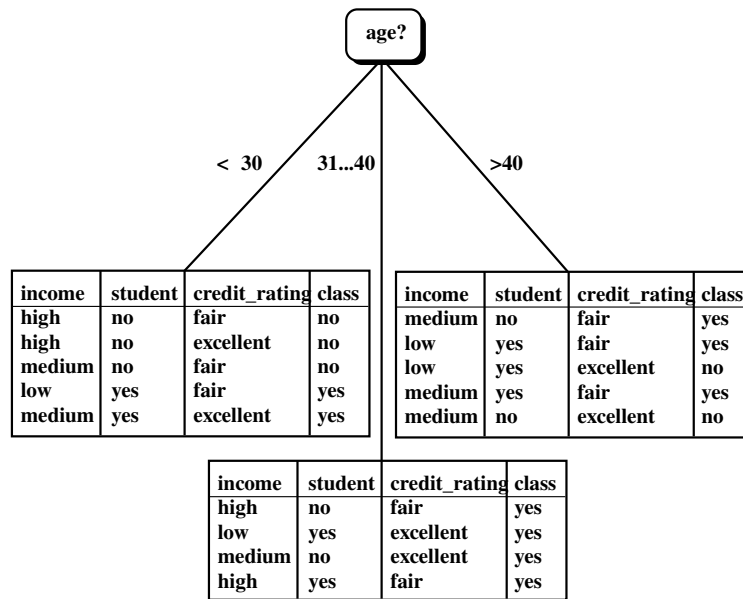 age?
< 30
31...40
>40
income student credit_rating class
high no fair no
high no excellent no
medium no fair no
low yes fair yes
medium yes excellent yes
income student credit_rating class
medium no fair yes
low yes fair yes
low yes excellent no
medium yes fair yes
medium no excellent no
income student credit_rating class
high no fair yes
low yes excellent yes
medium no excellent yes
high yes fair yes